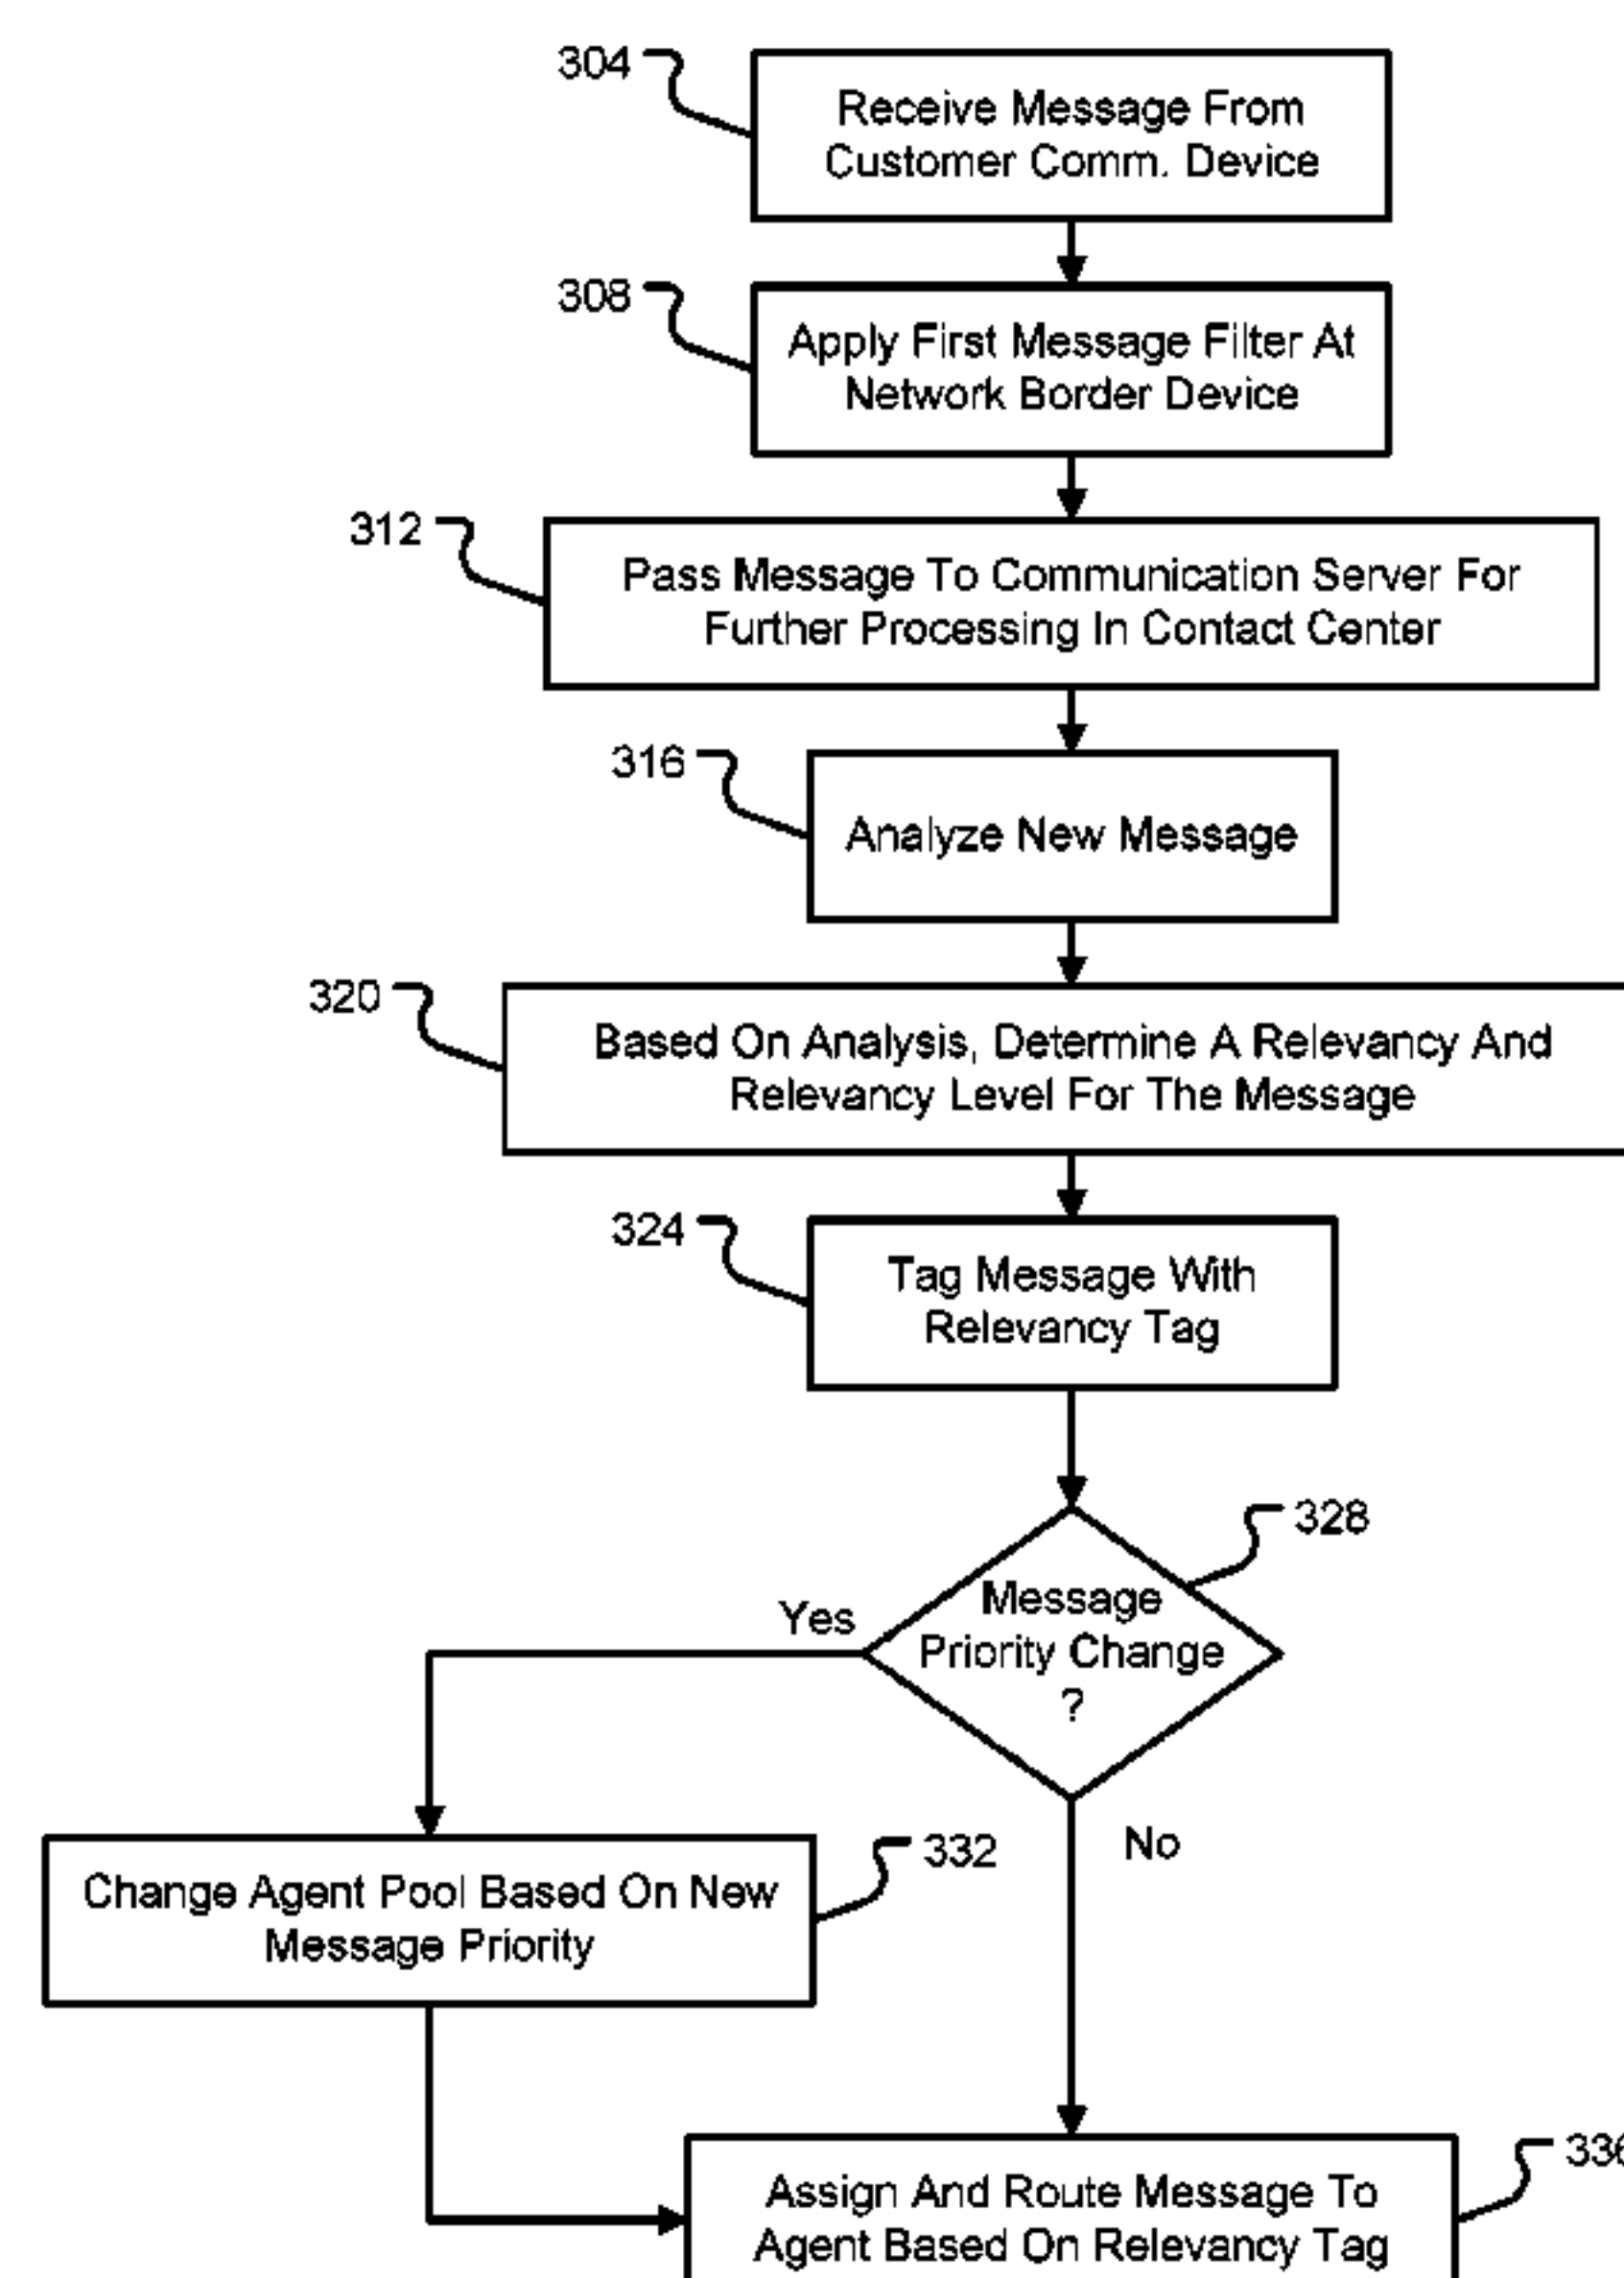 304
Receive Message From
Customer Comm. Device
308
Apply First Message Filter At
Network Border Device
312
Pass Message To Communication Server For
Further Processing In Contact Center
316
Analyze New Message
320
Based On Analysis, Determine A Relevancy And
Relevancy Level For The Message
324
Tag Message With
Relevancy Tag
328
Message
Priority Change
?
Yes
No
332
Change Agent Pool Based On New
Message Priority
336
Assign And Route Message To
Agent Based On Relevancy Tag